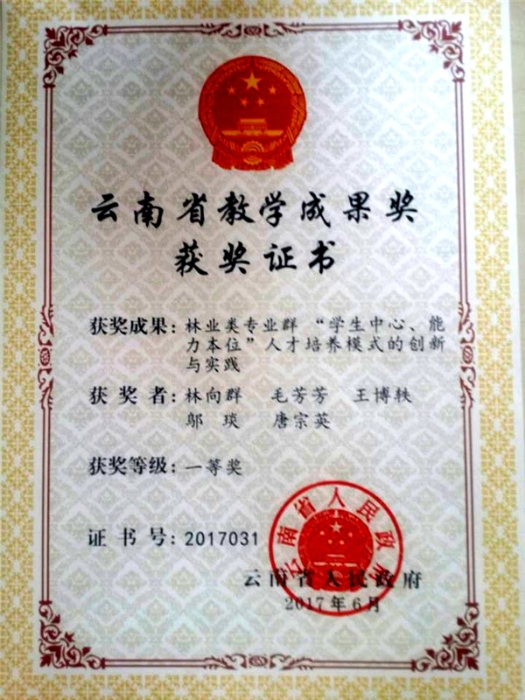 云南省教学成果奖
获奖证书
获奖成果：林业类专业群 “学生中心、能
力本位”人才培养模式的创新
与实践
获 奖 者：林向群 毛芳芳 王博轶
邬 琰 唐宗英
获奖等级：一等奖
证 书 号：2017031
云南省人民政府
云南省人民政府
2017年6月